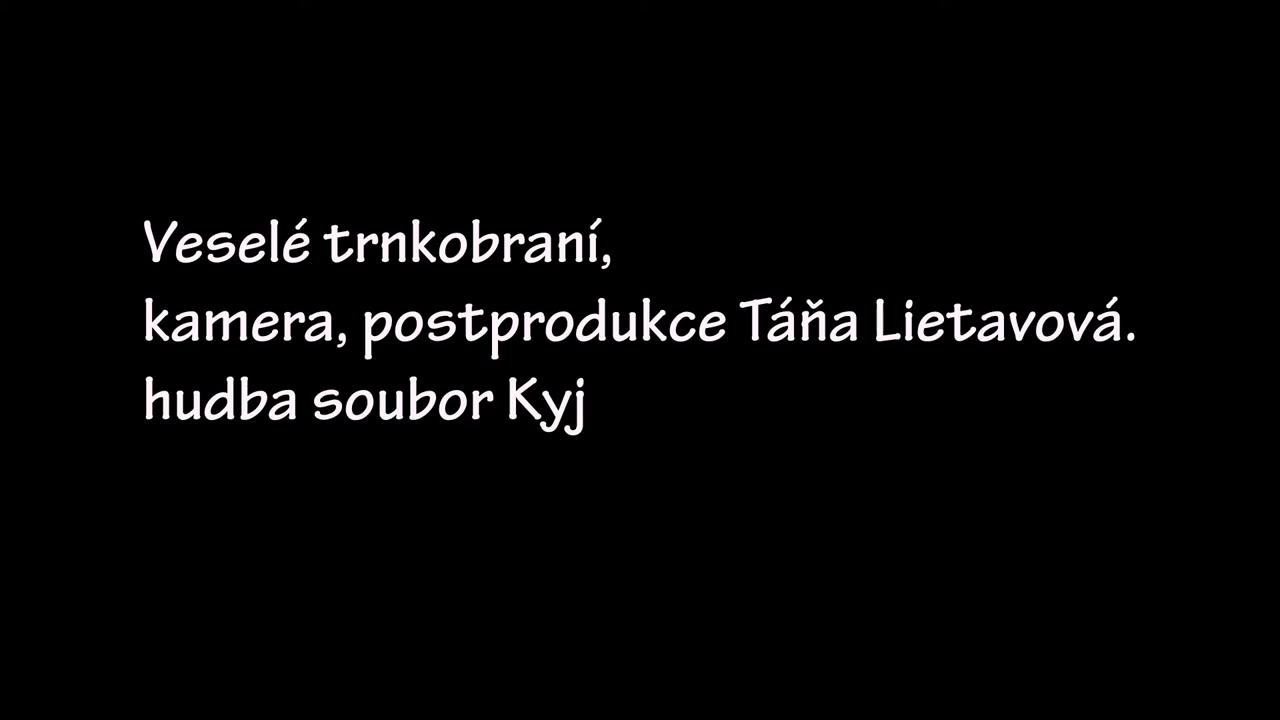 Veselé trnkobraní,
kamera, postprodukce Táňa Lietavová.
hudba soubor Kyj